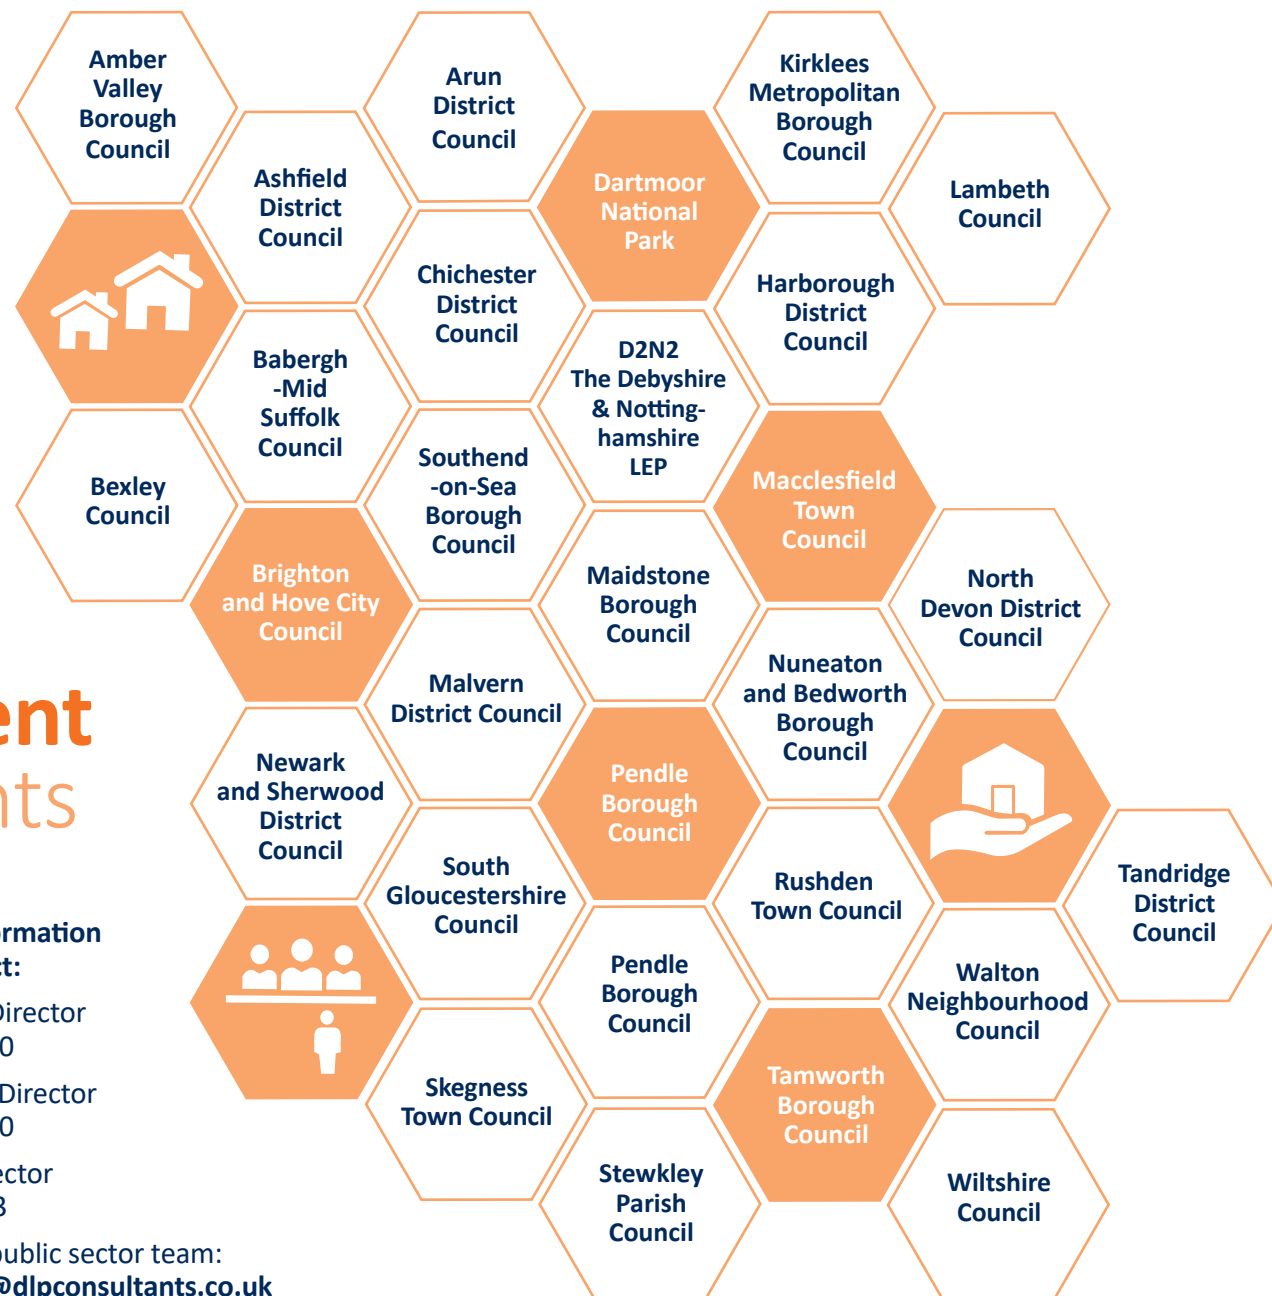 Amber
Valley
Borough
Council
Arun
District
Council
Kirklees
Metropolitan
Borough
Council
Ashfield
District
Council
Dartmoor
National
Park
Lambeth
Council
Chichester
District
Council
Harborough
District
Council
Babergh
-Mid
Suffolk
Council
D2N2
The Debyshire
& Notting-
hamshire
LEP
Bexley
Council
Southend
-on-Sea
Borough
Council
Macclesfield
Town
Council
Brighton
and Hove City
Council
Maidstone
Borough
Council
North
Devon District
Council
Malvern
District Council
Nuneaton
and Bedworth
Borough
Council
Newark
and Sherwood
District
Council
Pendle
Borough
Council
South
Gloucestershire
Council
Rushden
Town Council
Tandridge
District
Council
Pendle
Borough
Council
Walton
Neighbourhood
Council
Skegness
Town Council
Tamworth
Borough
Council
Stewkley
Parish
Council
Wiltshire
Council
ent
nts
ormation
ct:
Director
0
Director
0
ector
3
public sector team:
@dlpconsultants.co.uk